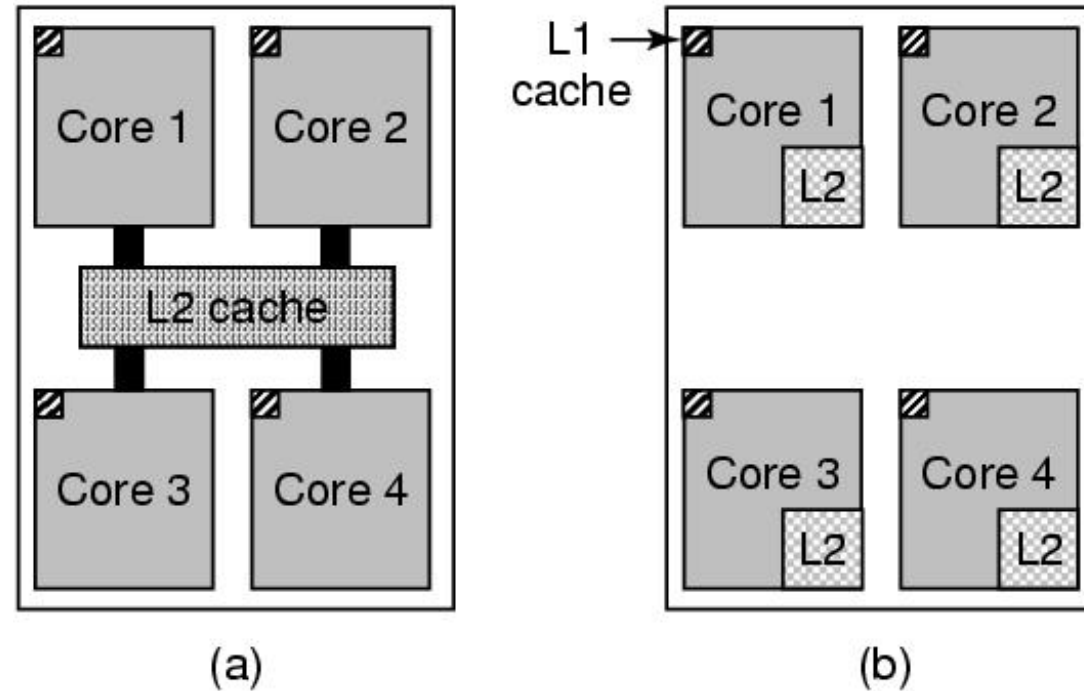 Core 1
Core 2
L2 cache
Core 3
Core 4
(a)
L1
cache
Core 1
Core 2
L2
L2
Core 3
Core 4
L2
L2
(b)